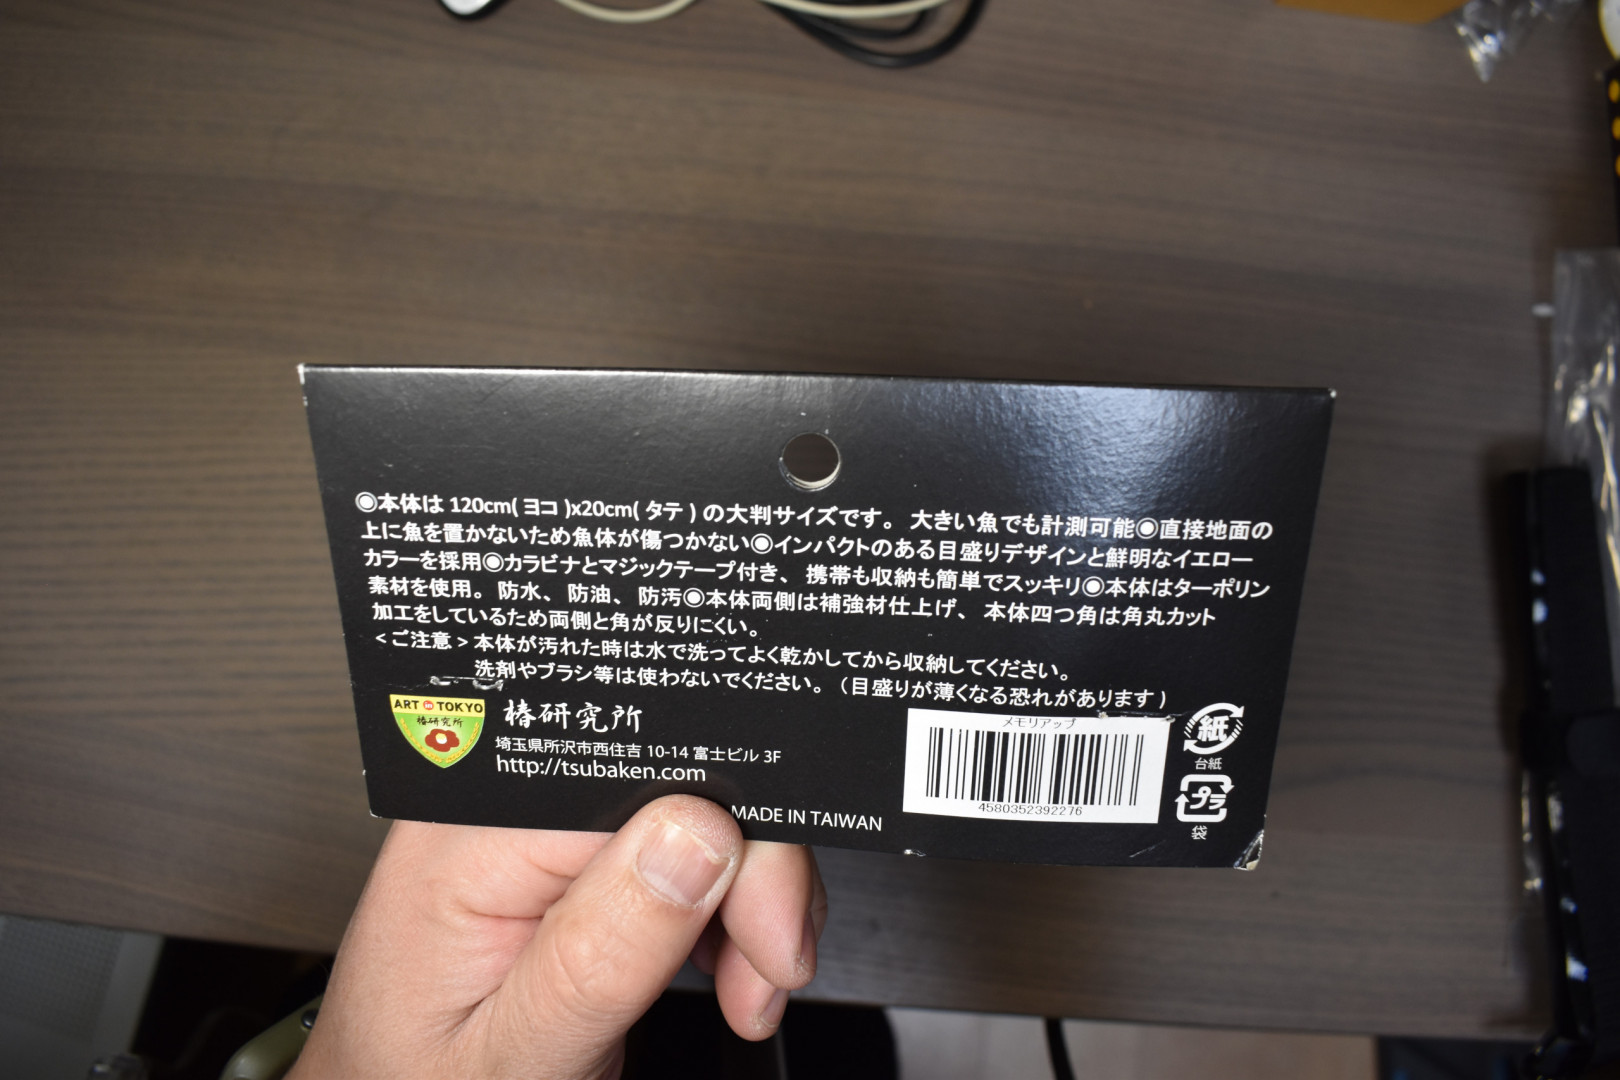 ◉本体は 120cm( ヨコ )x20cm( タテ ) の大判サイズです。 大きい魚でも計測可能◉直接地面の
上に魚を置かないため魚体が傷つかない◉インパクトのある目盛りデザインと鮮明なイエロー
カラーを採用◉カラビナとマジックテープ付き、 携帯も収納も簡単でスッキリ◉本体はターポリン
素材を使用。 防水、 防油、 防汚◉本体両側は補強材仕上げ、 本体四つ角は角丸カット
加工をしているため両側と角が反りにくい。
＜ご注意＞本体が汚れた時は水で洗ってよく乾かしてから収納してください。
洗剤やブラシ等は使わないでください。（目盛りが薄くなる恐れがあります )
ART in TOKYO
椿研究所
椿研究所
埼玉県所沢市西住吉 10-14 富士ビル 3F
http://tsubaken.com
MADE IN TAIWAN
メモリアップ
4580352392276
紙
台紙
プラ
袋